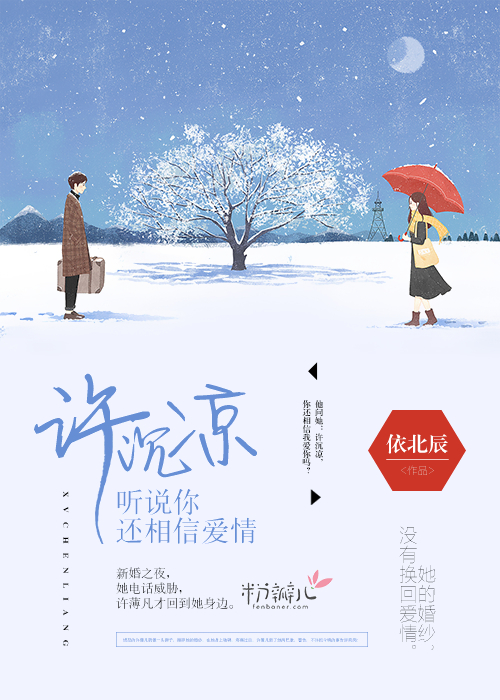 许沉凉
听说你
还相信爱情
他问她：许沉凉，
你还相信我爱你吗？
依北辰
<作品>
她的婚纱，
没有换回爱情。
XVCHENLIANG
新婚之夜，
她电话威胁，
许薄凡才回到她身边。
粉瓣儿
fenbaner.com